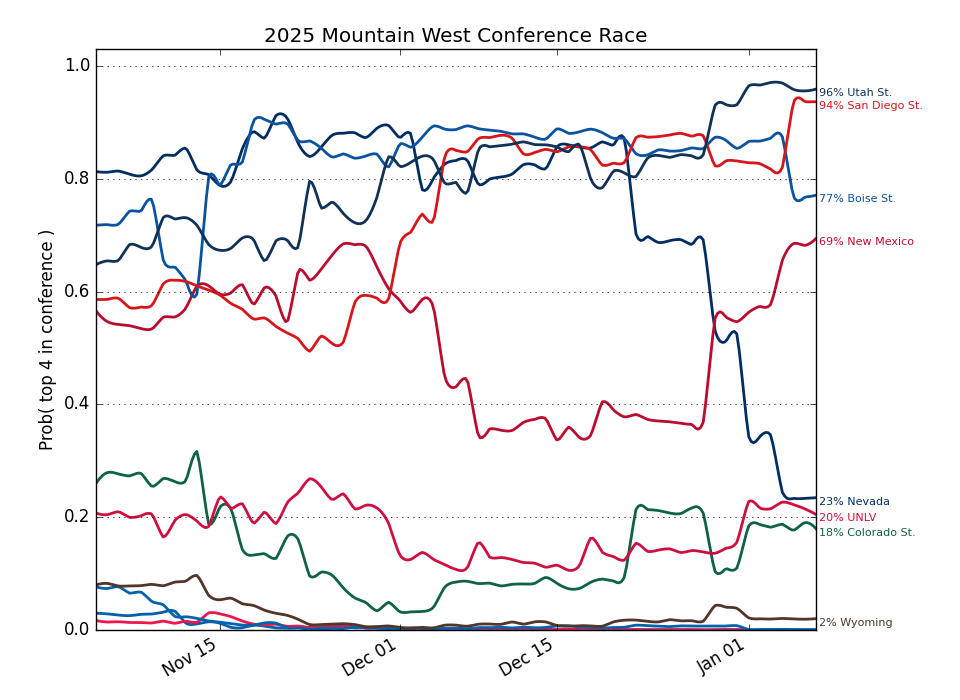 2025 Mountain West Conference Race
Prob( top 4 in conference )
1.0
0.8
0.6
0.4
0.2
0.0
96% Utah St.
94% San Diego St.
77% Boise St.
69% New Mexico
23% Nevada
20% UNLV
18% Colorado St.
2% Wyoming
Nov 15
Dec 01
Dec 15
Jan 01